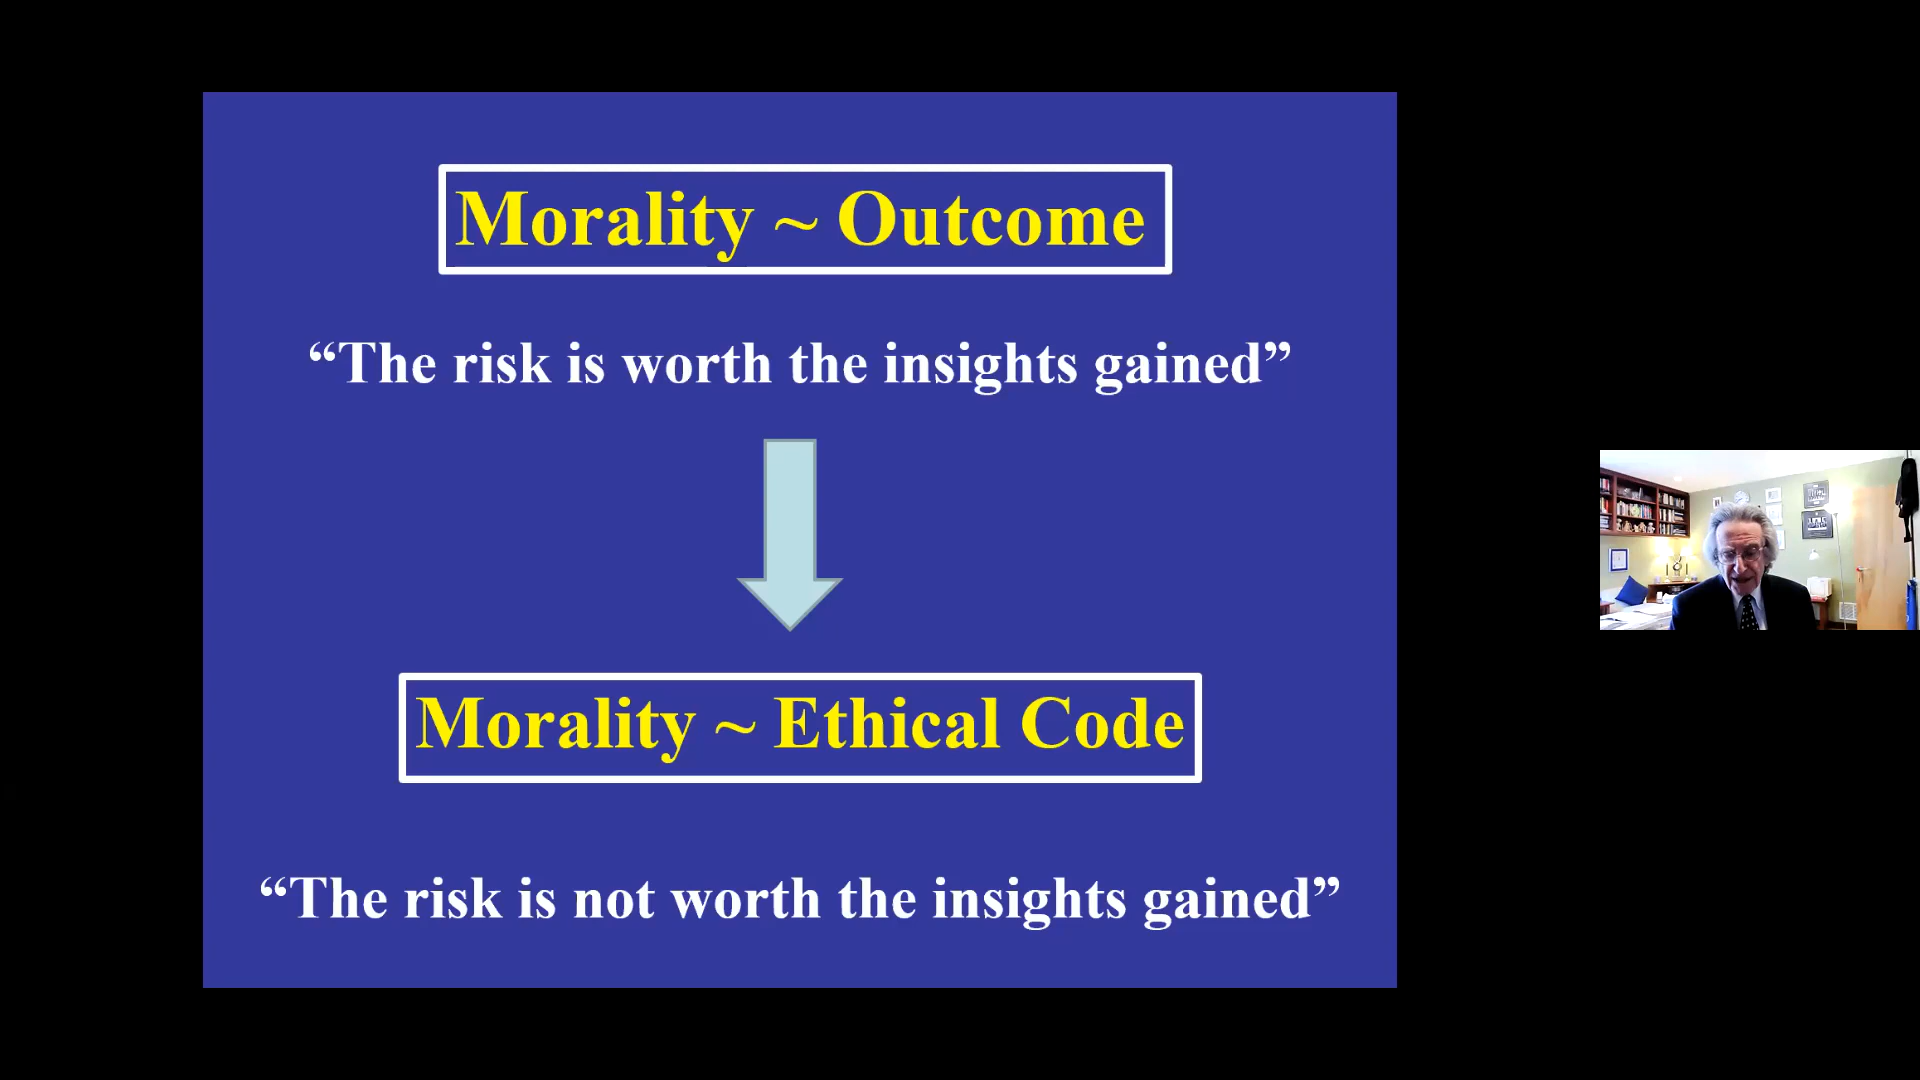 Morality ~ Outcome
“The risk is worth the insights gained”
Morality ~ Ethical Code
“The risk is not worth the insights gained”